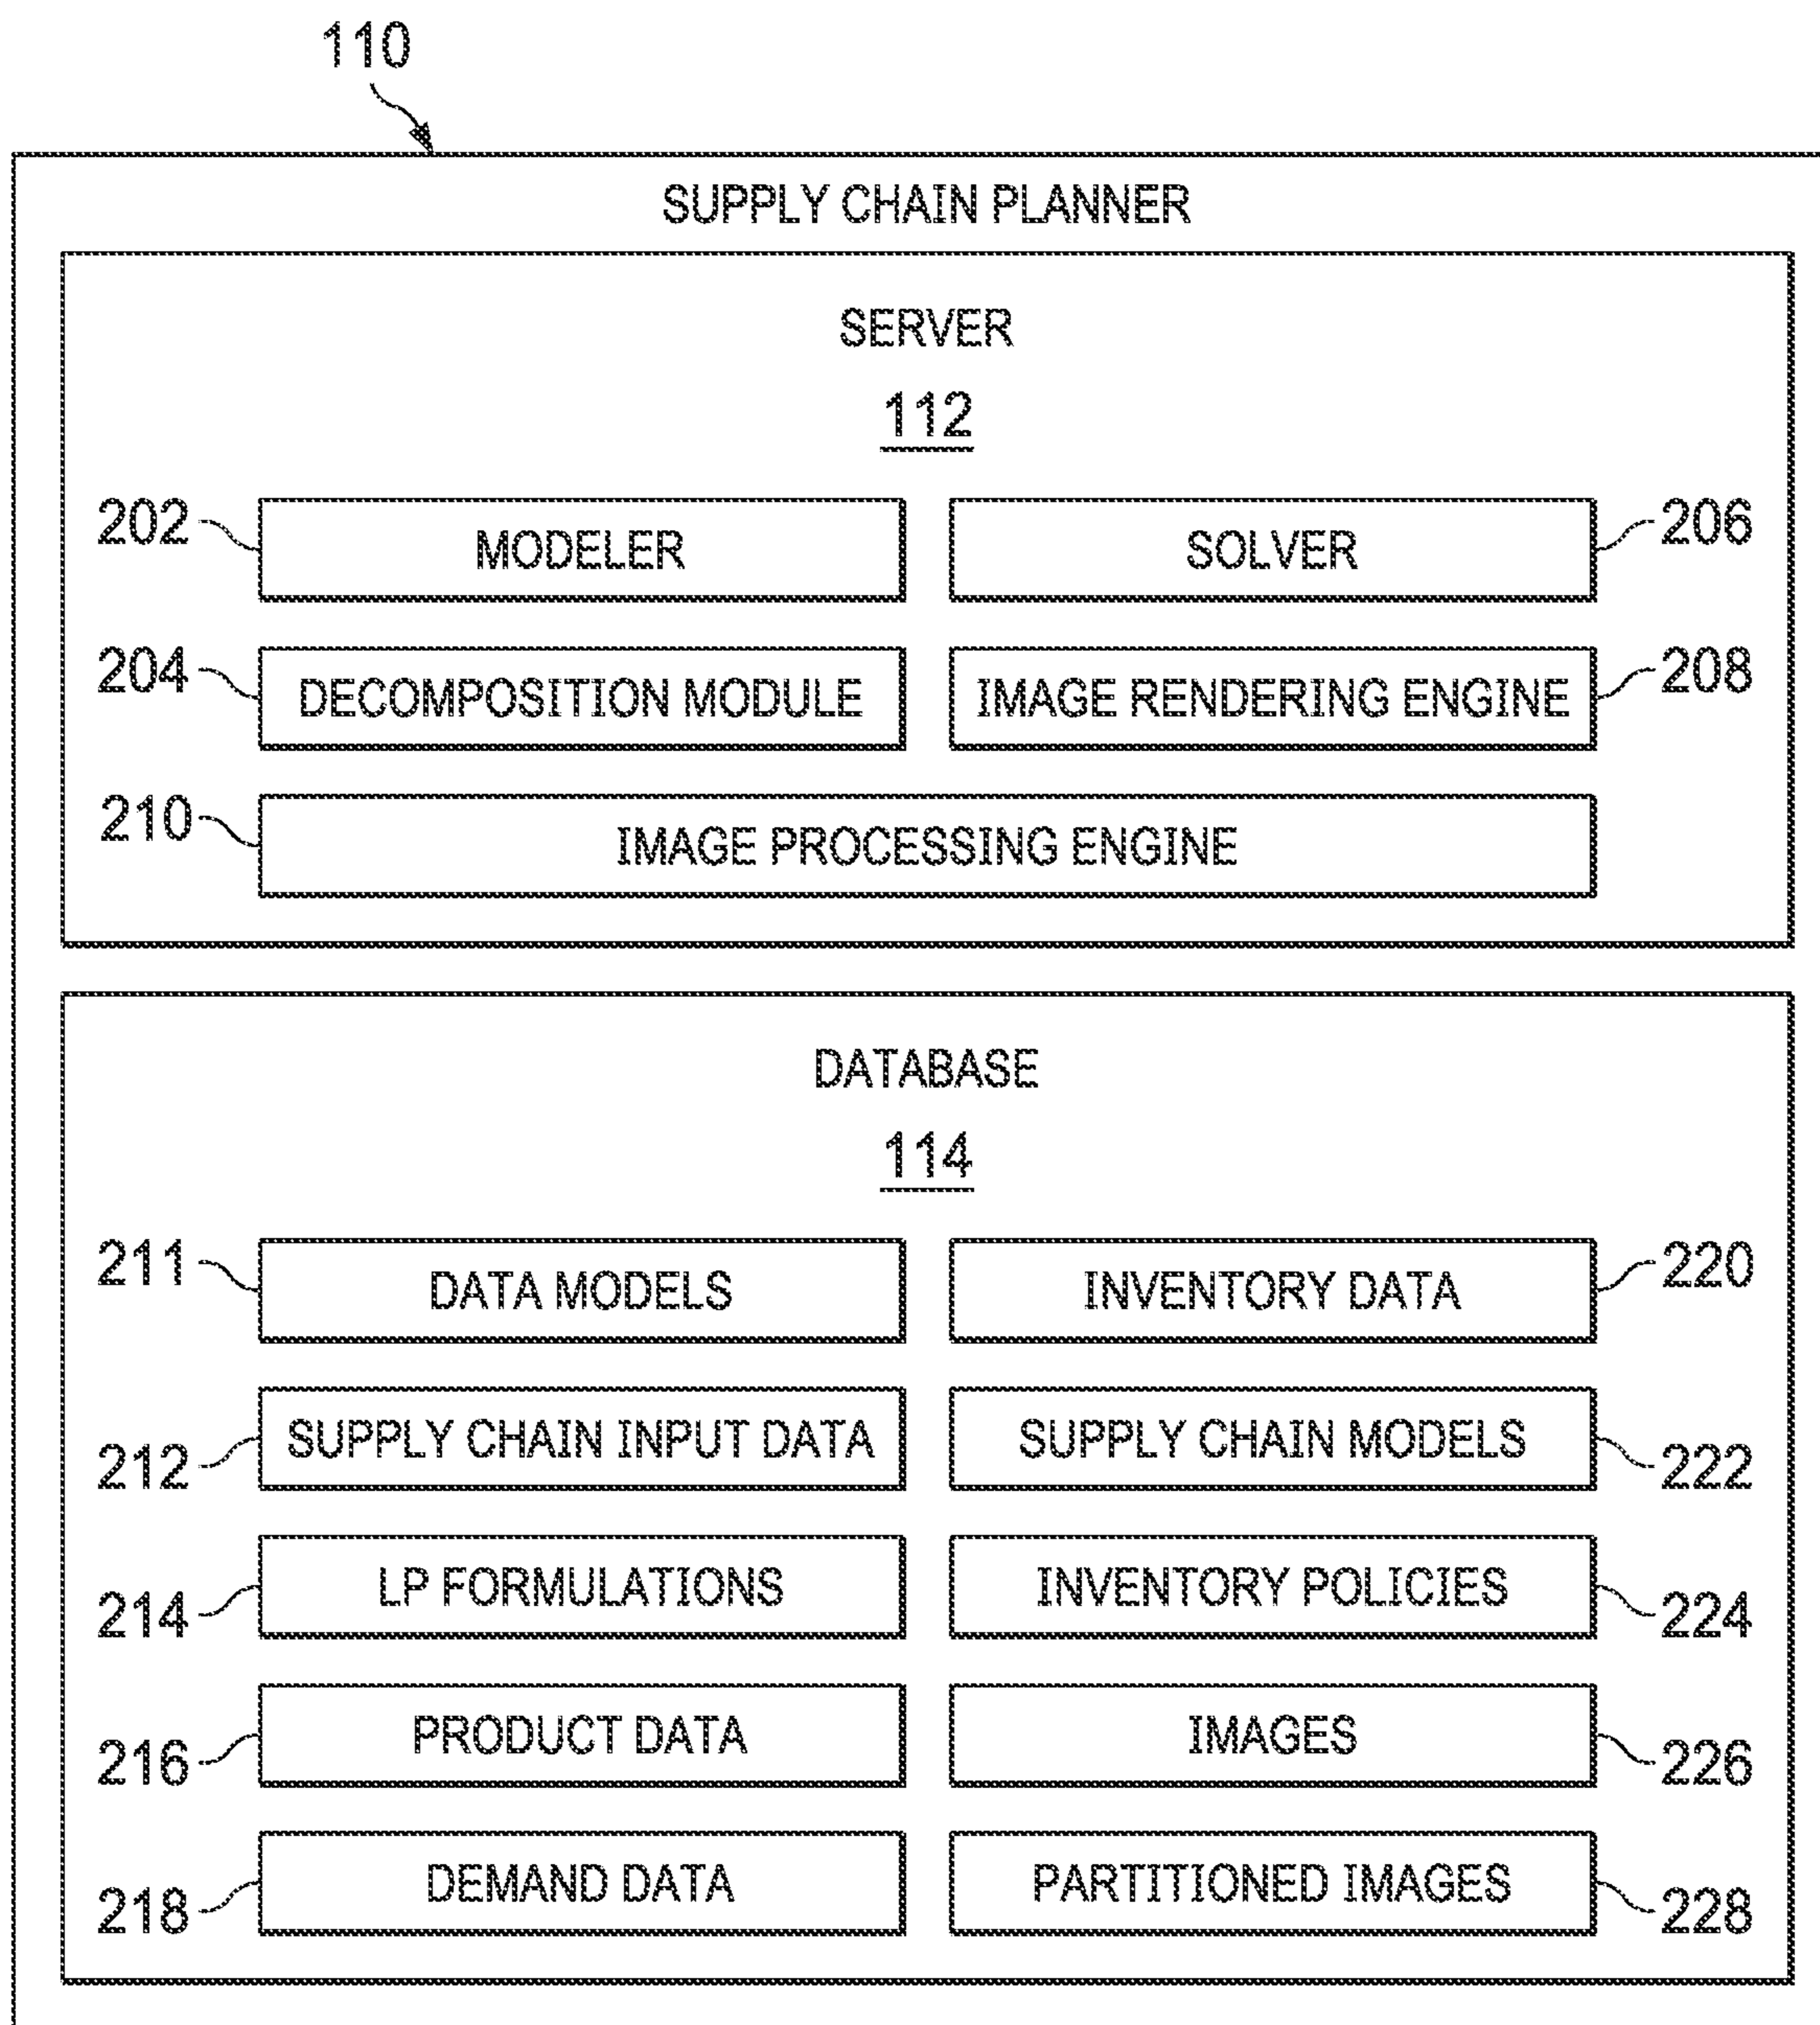 110
SUPPLY CHAIN PLANNER
SERVER
112
202 MODELER SOLVER 206
204 DECOMPOSITION MODULE IMAGE RENDERING ENGINE 208
210 IMAGE PROCESSING ENGINE
DATABASE
114
211 DATA MODELS INVENTORY DATA 220
212 SUPPLY CHAIN INPUT DATA SUPPLY CHAIN MODELS 222
214 LP FORMULATIONS INVENTORY POLICIES 224
216 PRODUCT DATA IMAGES 226
218 DEMAND DATA PARTITIONED IMAGES 228